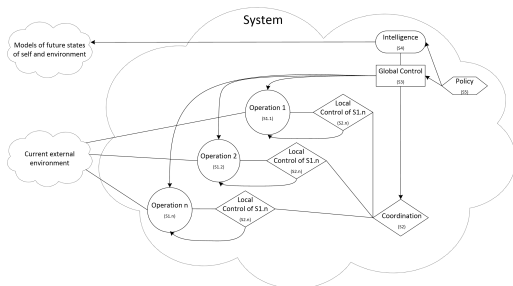 System
Intelligence
(S4)
Models of future states
of self and environment
Global Control
(S3)
Policy
(S5)
Operation 1
(S1.1)
Local
Control of S1.n
(S2.n)
Current external
environment
Operation 2
(S1.2)
Local
Control of S1.n
(S2.n)
Operation n
(S1.n)
Local
Control of S1.n
(S2.n)
Coordination
(S2)